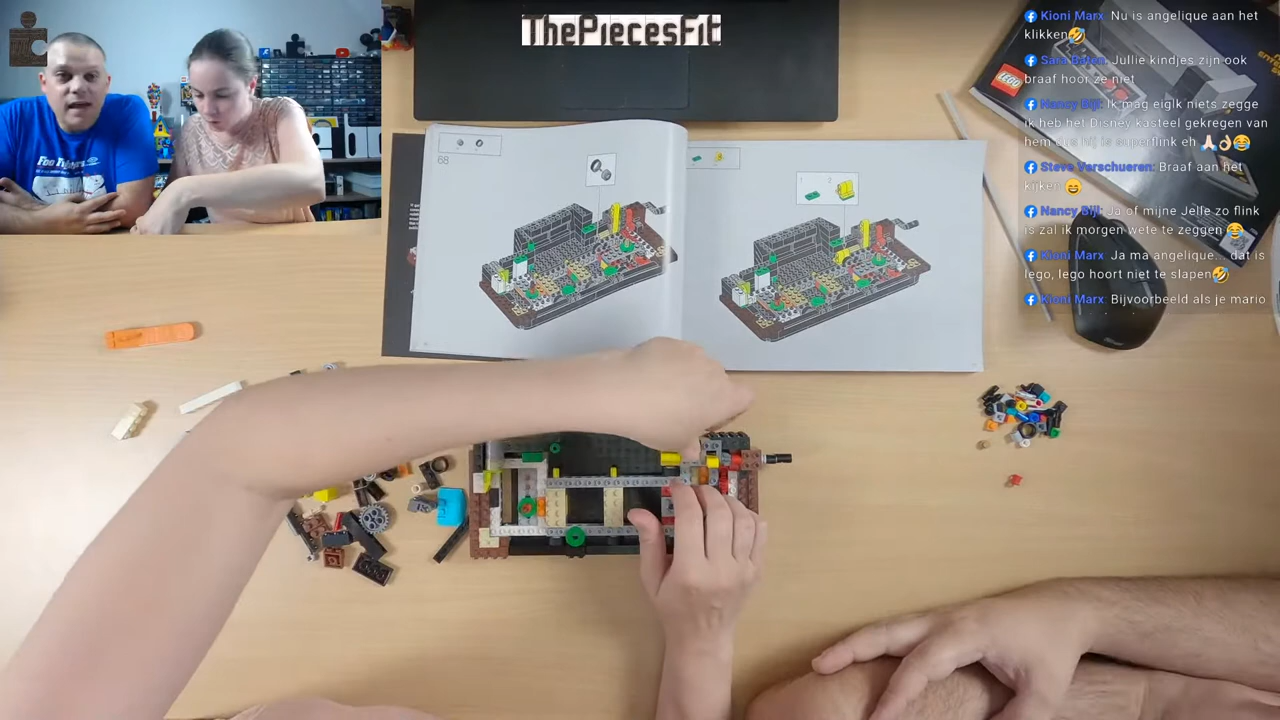 ThePiecesFit
Kioni Marx Nu is angelique aan het
klikken🤣
Sara Baten Jullie kindjes zijn ook
braaf hoor ze niet
Nancy Bijl Ik mag eiglk niets zegge
ik heb het Disney kasteel gekregen van
hem dus hij is superflink eh 🙏🏻👌😂
Steve Verschueren Braaf aan het
kijken 😄
Nancy Bijl Ja of mijne Jelle zo flink
is zal ik morgen wete te zeggen 😂
Kioni Marx Ja ma angelique... dat is
lego, lego hoort niet te slapen🤣
Kioni Marx Bijvoorbeeld als je mario
LEGO
68